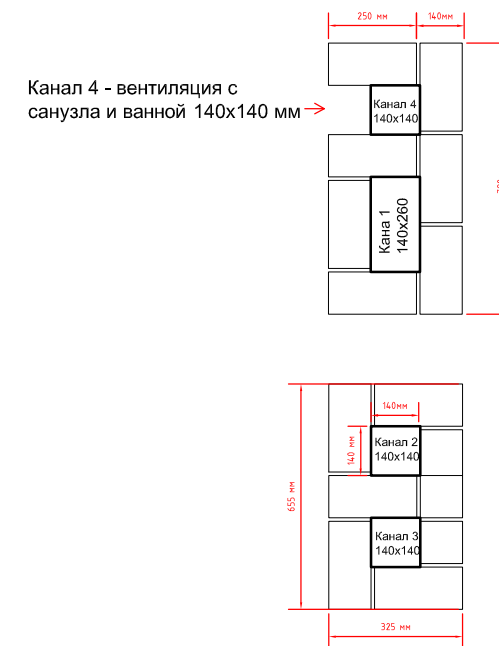 250 мм
140мм
Канал 4 - вентиляция с
санузла и ванной 140х140 мм
Канал 4
140х140
Кана 1
140х260
140мм
140 мм
Канал 2
140х140
655 мм
Канал 3
140х140
325 мм